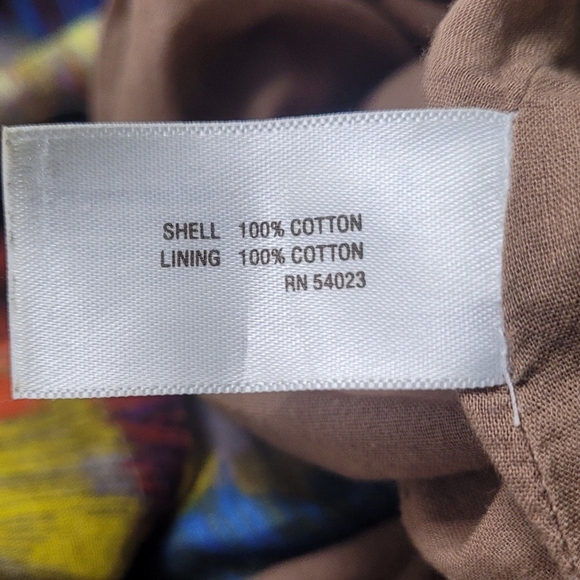 SHELL 100% COTTON
LINING 100% COTTON
RN 54023